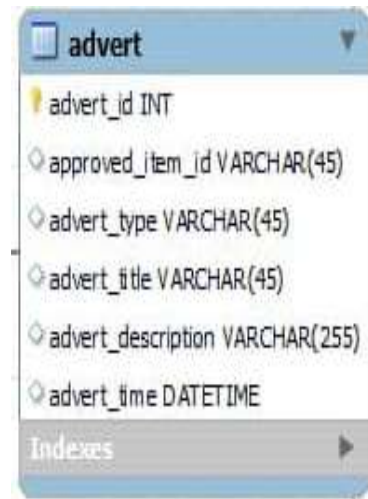 advert
advert_id INT
approved_item_id VARCHAR(45)
advert_type VARCHAR(45)
advert_title VARCHAR(45)
advert_description VARCHAR(255)
advert_time DATETIME
Indexes